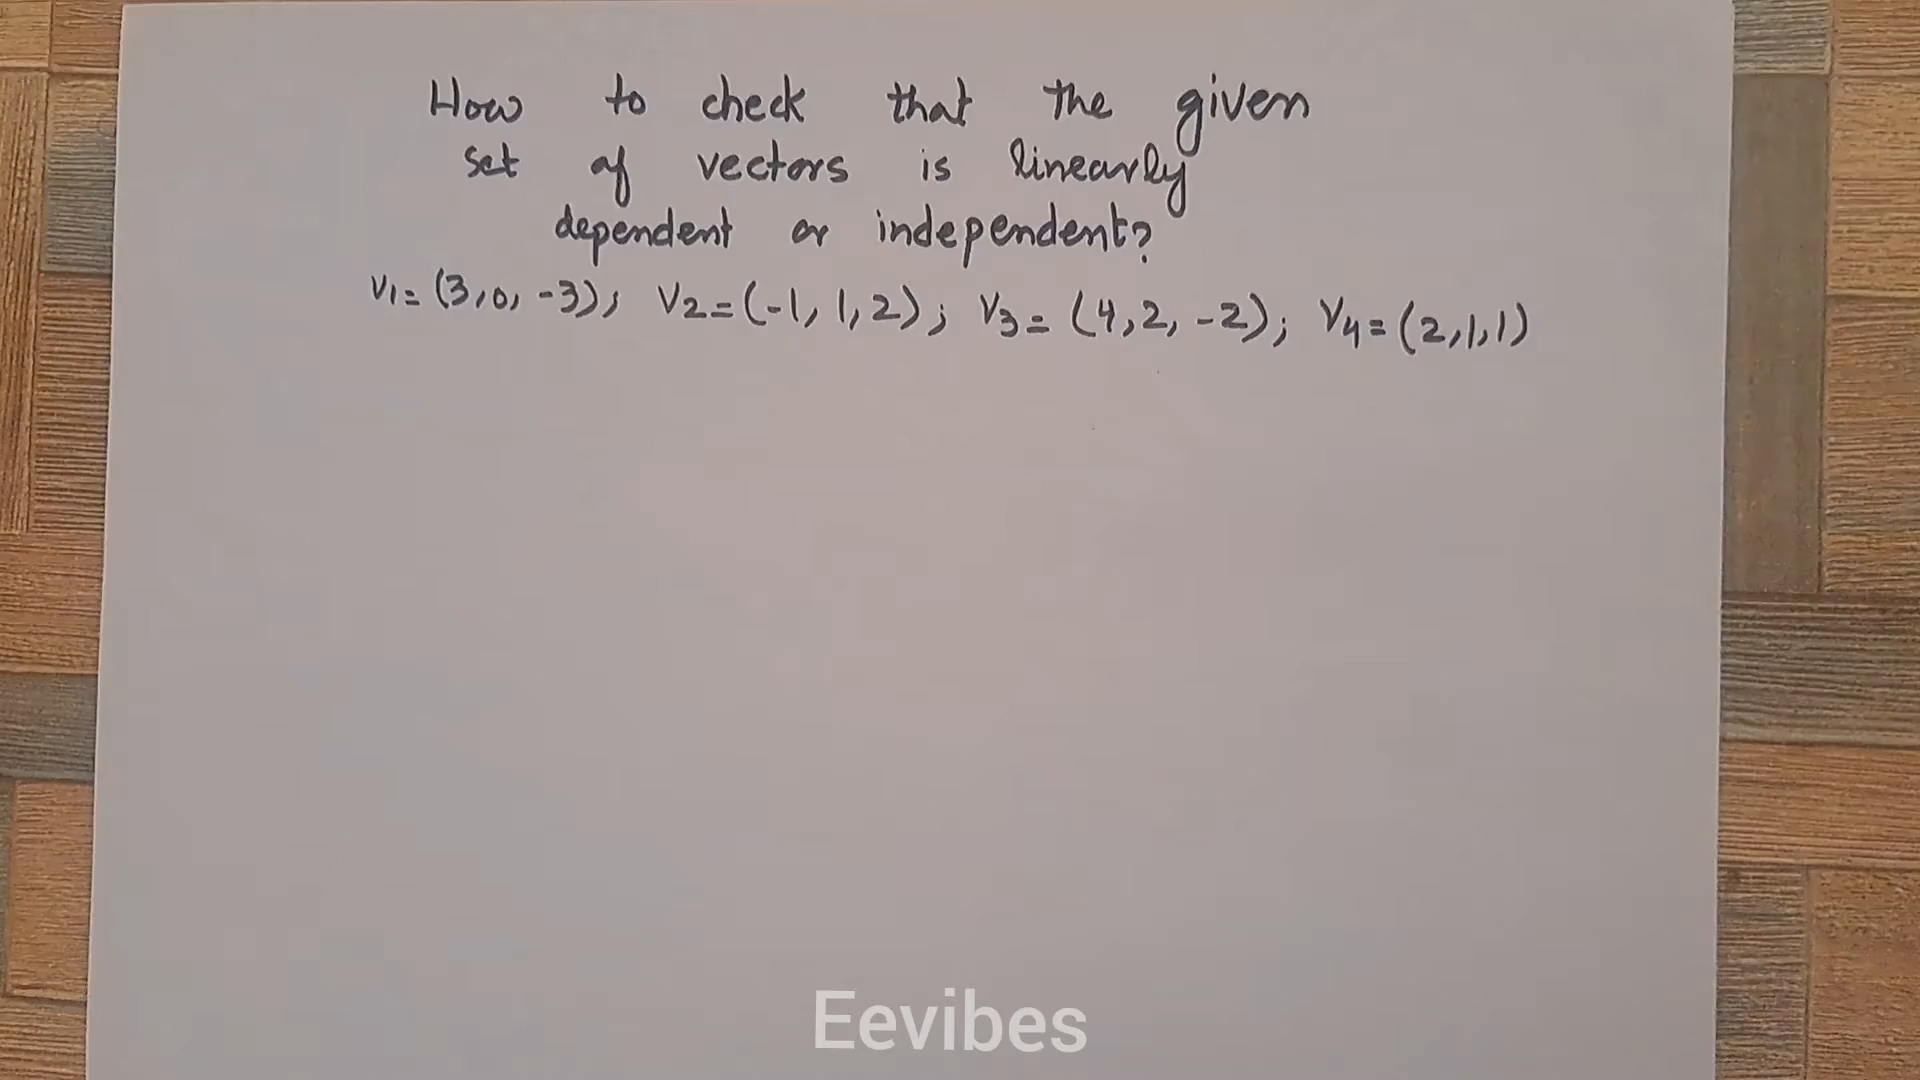 How to check that the given
set of vectors is linearly
dependent or independent?
V1 = (3,0,-3); V2=(-1,1,2); V3= (4,2,-2); V4=(2,1,1)
Eevibes